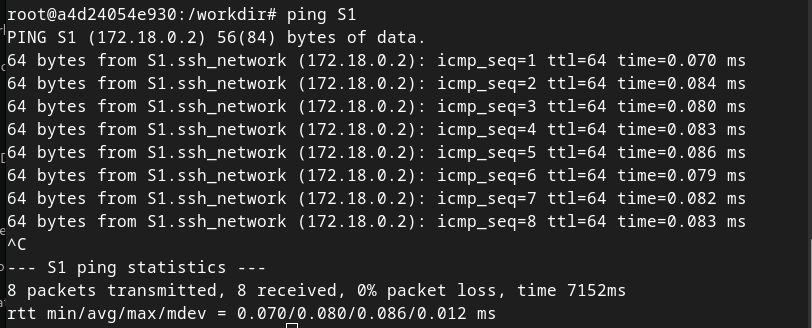 root@a4d24054e930:/workdir# ping S1
PING S1 (172.18.0.2) 56(84) bytes of data.
64 bytes from S1.ssh_network (172.18.0.2): icmp_seq=1 ttl=64 time=0.070 ms
64 bytes from S1.ssh_network (172.18.0.2): icmp_seq=2 ttl=64 time=0.084 ms
64 bytes from S1.ssh_network (172.18.0.2): icmp_seq=3 ttl=64 time=0.080 ms
64 bytes from S1.ssh_network (172.18.0.2): icmp_seq=4 ttl=64 time=0.083 ms
64 bytes from S1.ssh_network (172.18.0.2): icmp_seq=5 ttl=64 time=0.086 ms
64 bytes from S1.ssh_network (172.18.0.2): icmp_seq=6 ttl=64 time=0.079 ms
64 bytes from S1.ssh_network (172.18.0.2): icmp_seq=7 ttl=64 time=0.082 ms
64 bytes from S1.ssh_network (172.18.0.2): icmp_seq=8 ttl=64 time=0.083 ms
^C
--- S1 ping statistics ---
8 packets transmitted, 8 received, 0% packet loss, time 7152ms
rtt min/avg/max/mdev = 0.070/0.080/0.086/0.012 ms